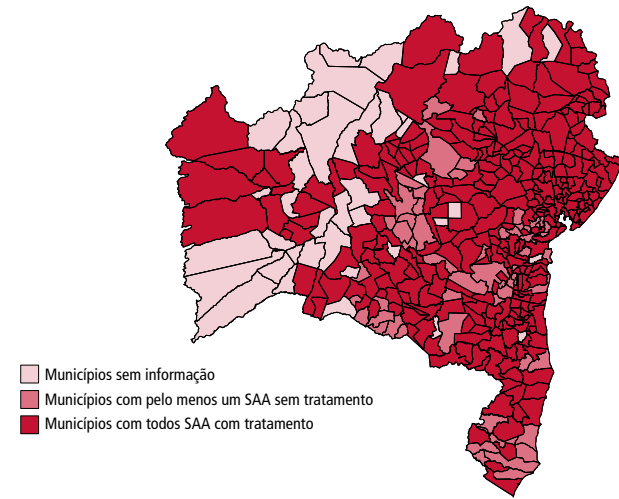 Municípios sem informação
Municípios com pelo menos um SAA sem tratamento
Municípios com todos SAA com tratamento